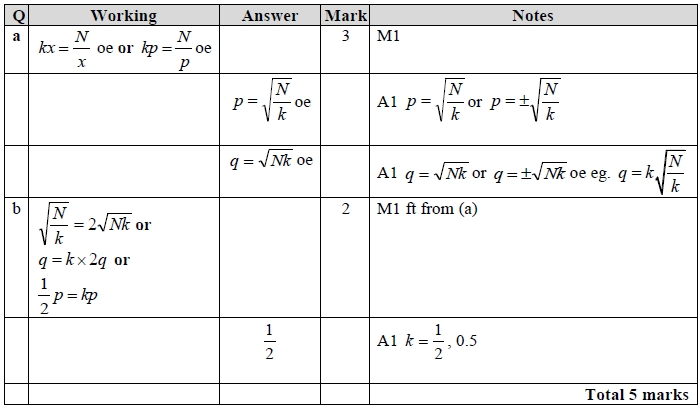 Q Working Answer Mark Notes
a kx = N/x oe or kp = N/p oe 3 M1
p = √(N/k) oe A1 p = √(N/k) or p = ±√(N/k)
q = √Nk oe A1 q = √Nk or q = ±√Nk oe eg. q = k√(N/k)
b √(N/k) = 2√Nk or 2 M1 ft from (a)
q = k × 2q or
1/2 p = kp
1/2 A1 k = 1/2 , 0.5
Total 5 marks